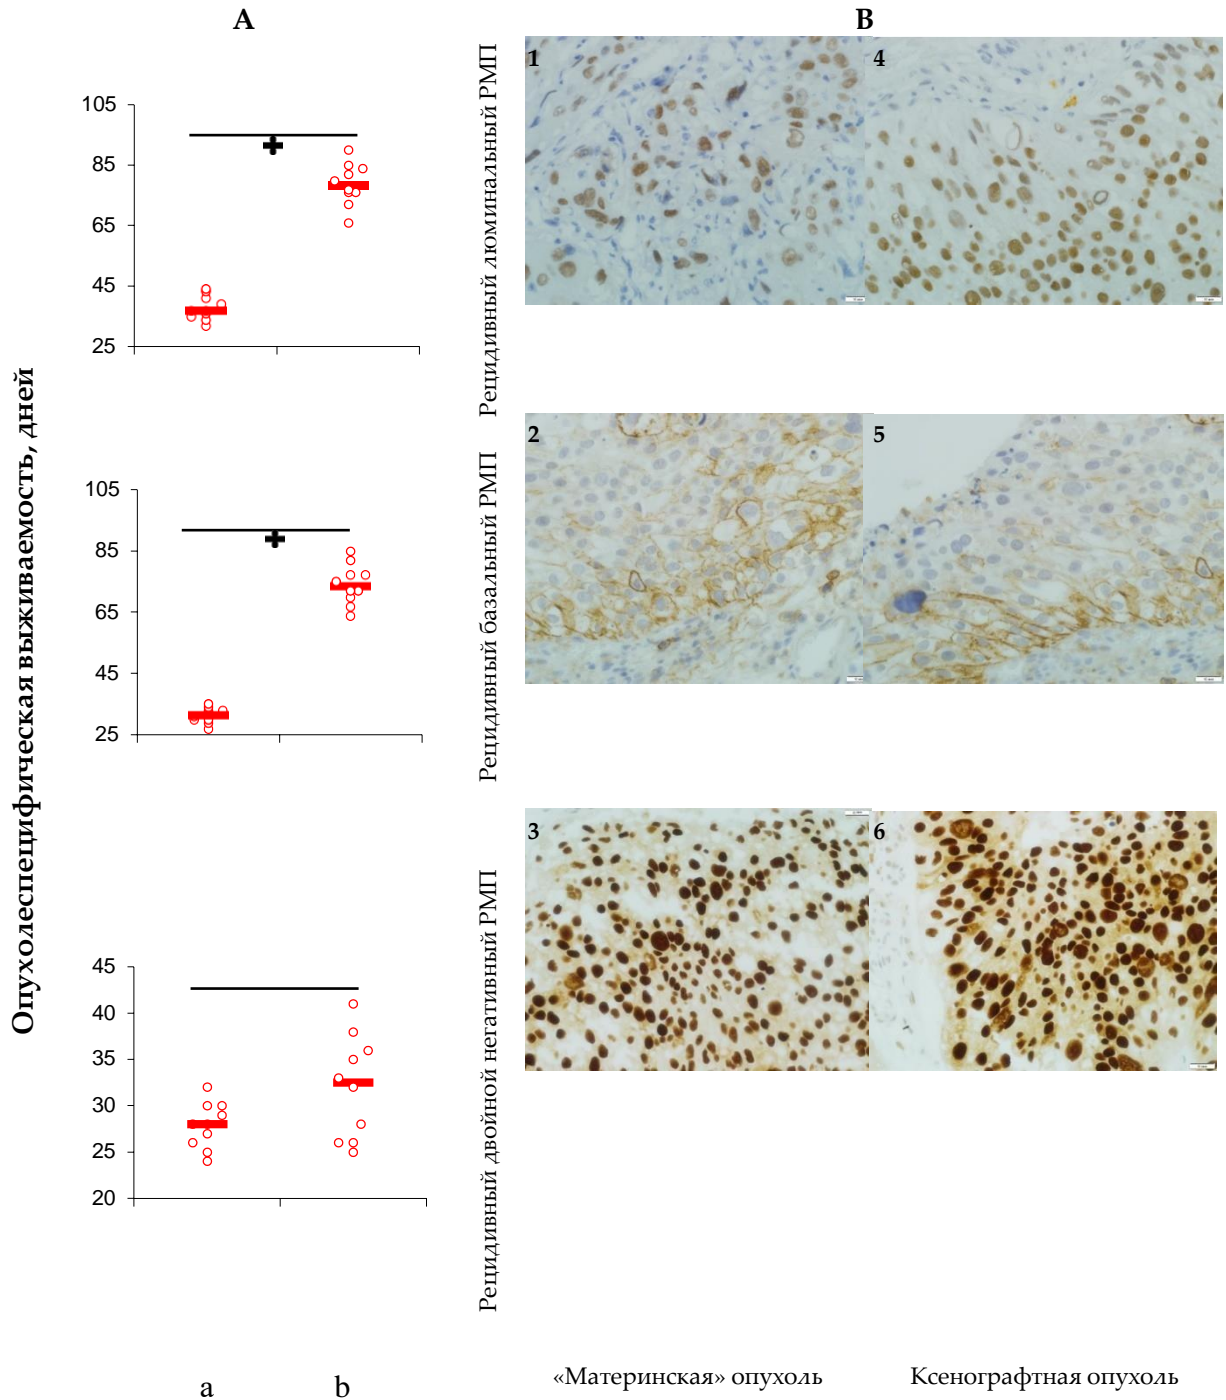 A
B
Опухолеспецифическая выживаемость, дней
105
85
65
45
25
Рецидивный люминальный РМП
1
4
105
85
65
45
25
Рецидивный базальный РМП
2
5
45
40
35
30
25
20
Рецидивный двойной негативный РМП
3
6
a
b
«Материнская» опухоль
Ксенографтная опухоль